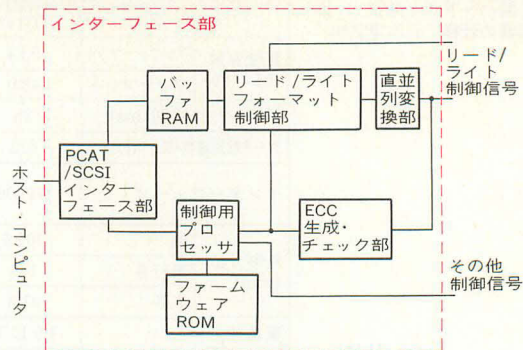 インターフェース部
バッ
ファ
RAM
リード/ライト
フォーマット
制御部
直並
列変
換部
リード/
ライト
制御信号
PCAT
/SCSI
インター
フェース部
ホスト・コンピュータ
制御用
プロ
セッサ
ECC
生成・
チェック部
ファーム
ウェア
ROM
その他
制御信号